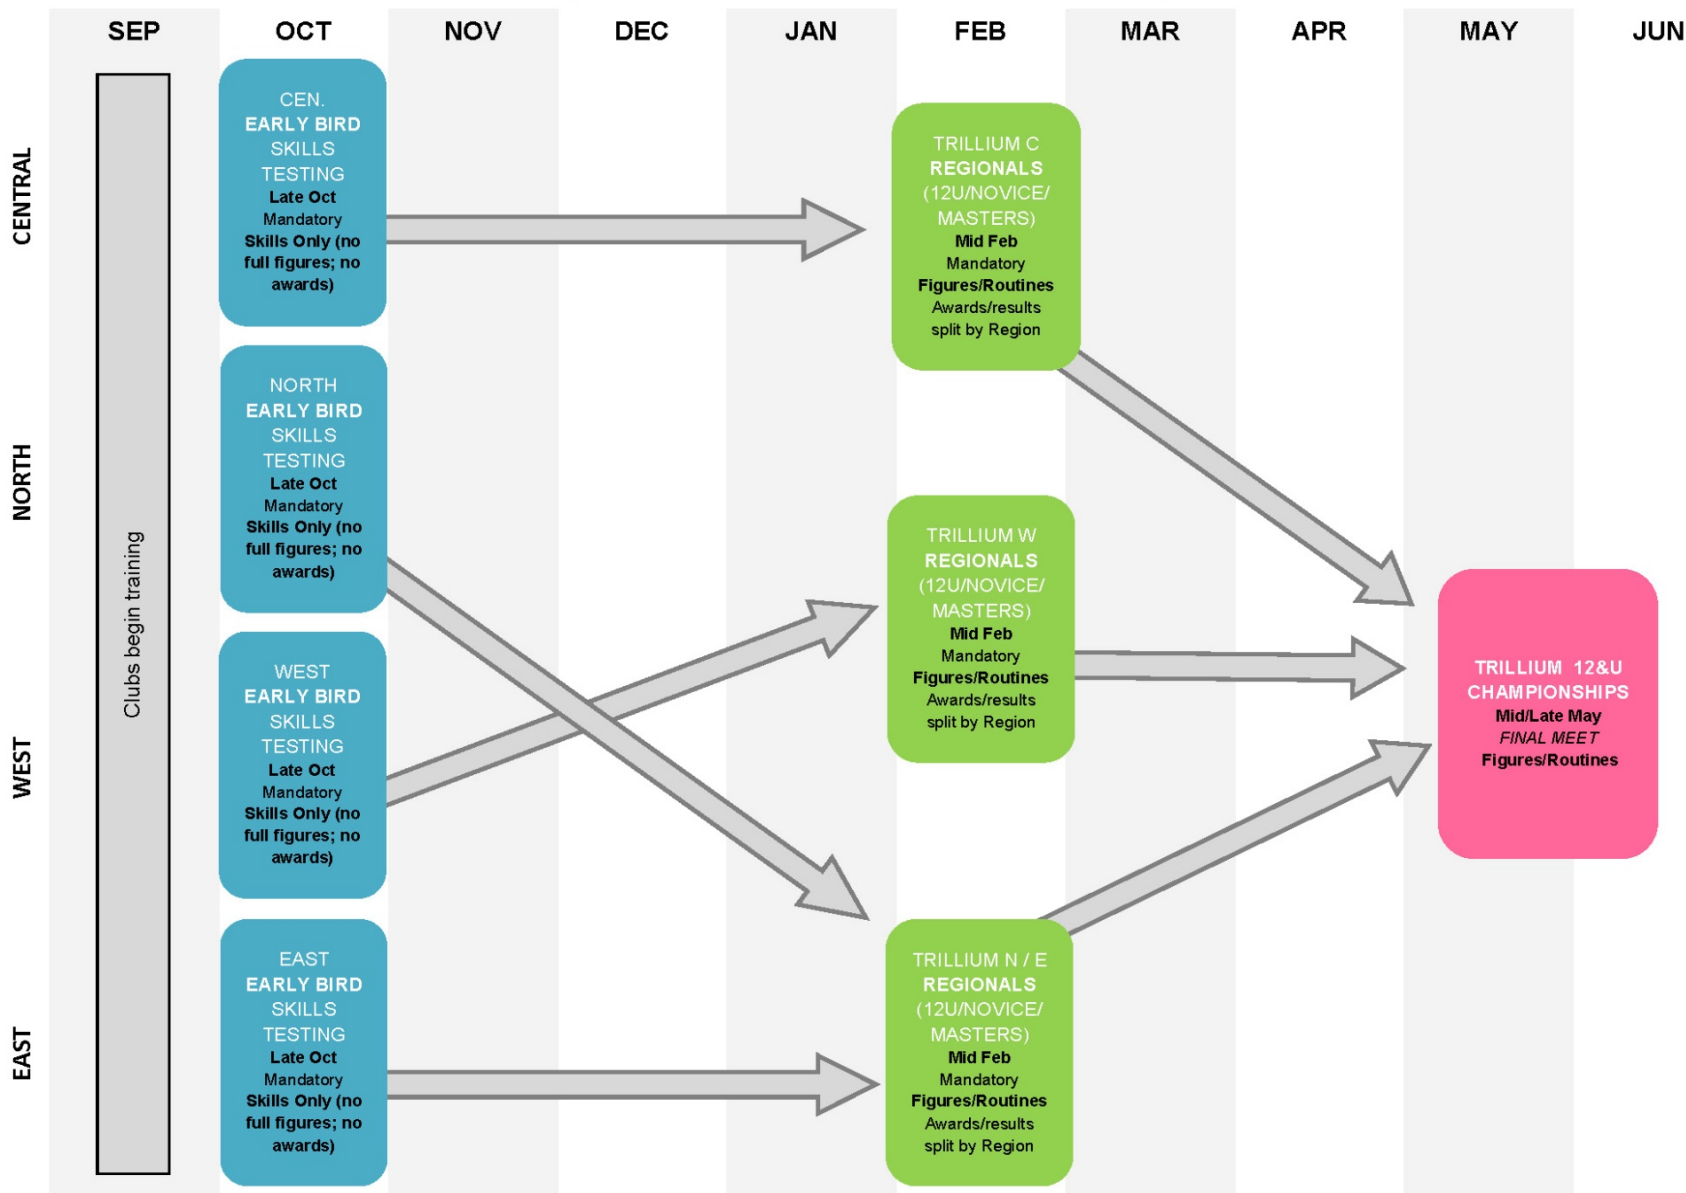 SEP OCT NOV DEC JAN FEB MAR APR MAY JUN
CENTRAL
NORTH
WEST
EAST
Clubs begin training
CEN.
EARLY BIRD
SKILLS
TESTING
Late Oct
Mandatory
Skills Only (no
full figures; no
awards)
NORTH
EARLY BIRD
SKILLS
TESTING
Late Oct
Mandatory
Skills Only (no
full figures; no
awards)
WEST
EARLY BIRD
SKILLS
TESTING
Late Oct
Mandatory
Skills Only (no
full figures; no
awards)
EAST
EARLY BIRD
SKILLS
TESTING
Late Oct
Mandatory
Skills Only (no
full figures; no
awards)
TRILLIUM C
REGIONALS
(12U/NOVICE/
MASTERS)
Mid Feb
Mandatory
Figures/Routines
Awards/results
split by Region
TRILLIUM W
REGIONALS
(12U/NOVICE/
MASTERS)
Mid Feb
Mandatory
Figures/Routines
Awards/results
split by Region
TRILLIUM N / E
REGIONALS
(12U/NOVICE/
MASTERS)
Mid Feb
Mandatory
Figures/Routines
Awards/results
split by Region
TRILLIUM 12&U
CHAMPIONSHIPS
Mid/Late May
FINAL MEET
Figures/Routines